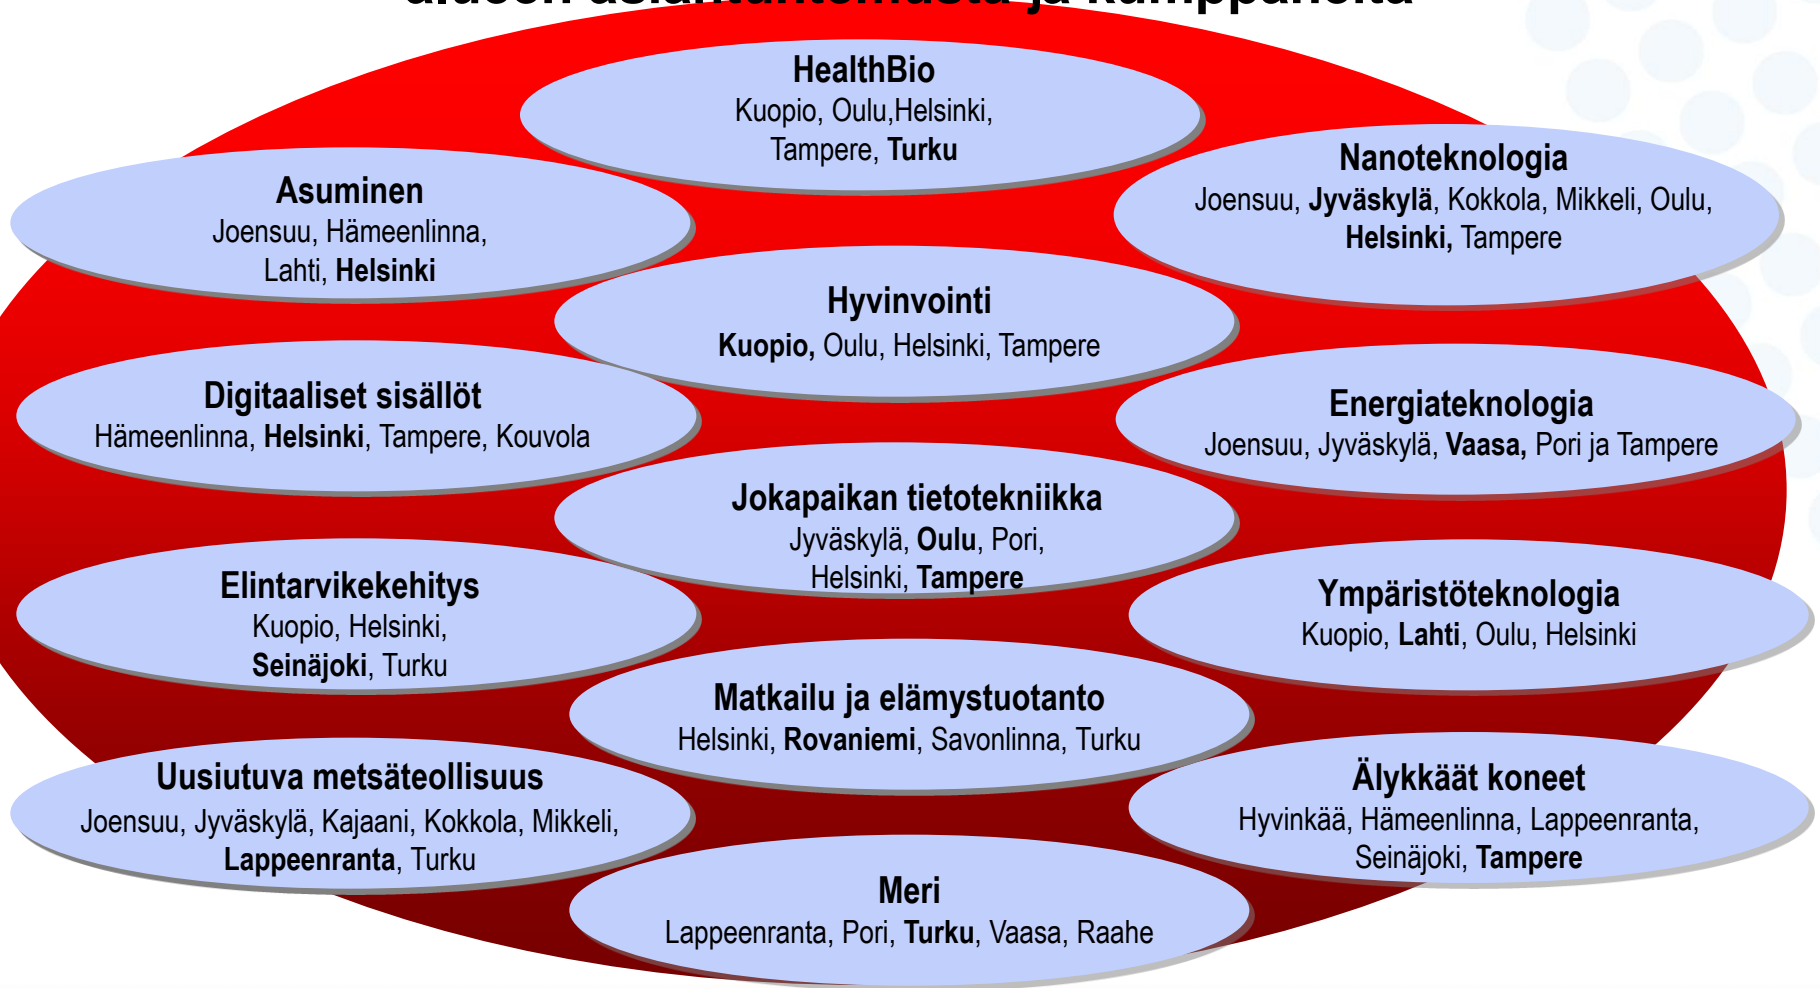 alueen asiantuntemusta ja kumppaneita
HealthBio
Kuopio, Oulu,Helsinki,
Tampere, Turku
Asuminen
Joensuu, Hämeenlinna,
Lahti, Helsinki
Nanoteknologia
Joensuu, Jyväskylä, Kokkola, Mikkeli, Oulu,
Helsinki, Tampere
Hyvinvointi
Kuopio, Oulu, Helsinki, Tampere
Digitaaliset sisällöt
Hämeenlinna, Helsinki, Tampere, Kouvola
Energiateknologia
Joensuu, Jyväskylä, Vaasa, Pori ja Tampere
Jokapaikan tietotekniikka
Jyväskylä, Oulu, Pori,
Helsinki, Tampere
Elintarvikekehitys
Kuopio, Helsinki,
Seinäjoki, Turku
Ympäristöteknologia
Kuopio, Lahti, Oulu, Helsinki
Matkailu ja elämystuotanto
Helsinki, Rovaniemi, Savonlinna, Turku
Uusiutuva metsäteollisuus
Joensuu, Jyväskylä, Kajaani, Kokkola, Mikkeli,
Lappeenranta, Turku
Älykkäät koneet
Hyvinkää, Hämeenlinna, Lappeenranta,
Seinäjoki, Tampere
Meri
Lappeenranta, Pori, Turku, Vaasa, Raahe